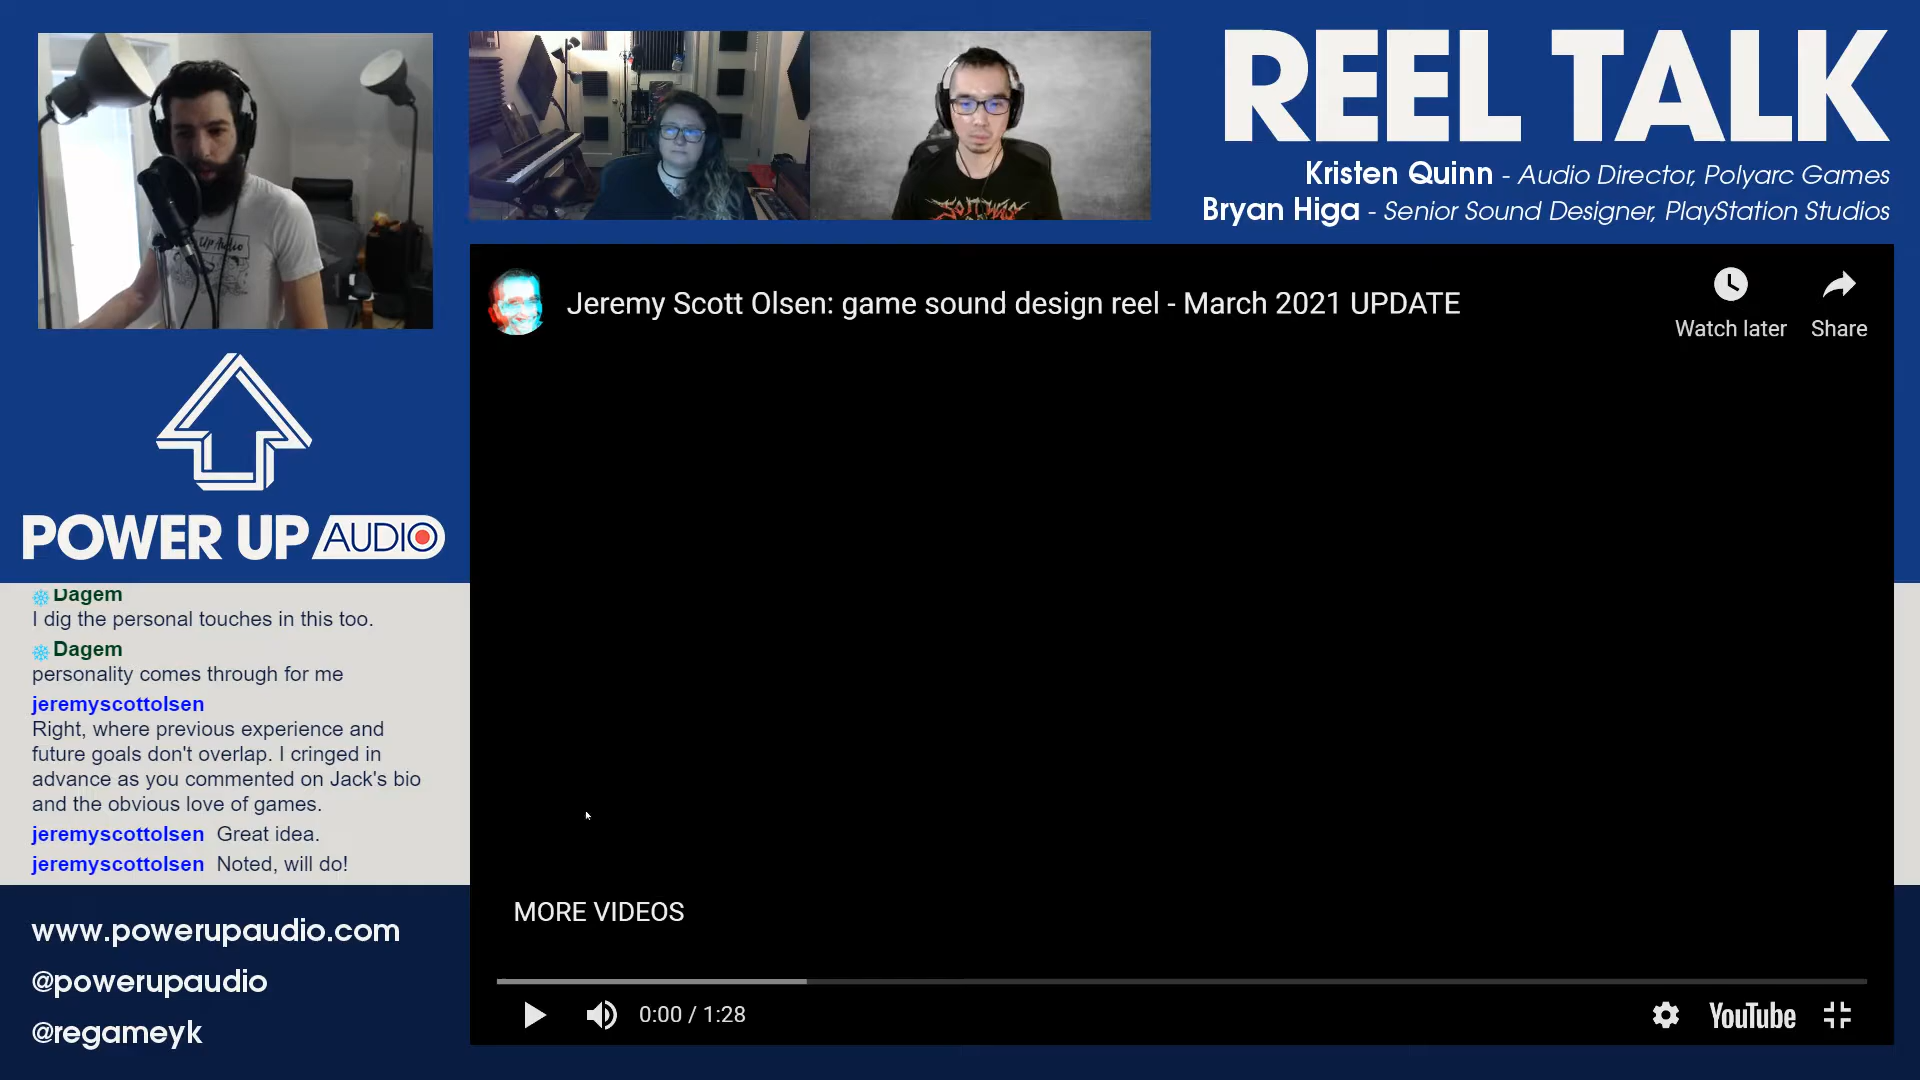 REEL TALK
Kristen Quinn - Audio Director, Polyarc Games
Bryan Higa - Senior Sound Designer, PlayStation Studios
Jeremy Scott Olsen: game sound design reel - March 2021 UPDATE
Watch later
Share
POWER UP AUDIO
Dagem
I dig the personal touches in this too.
Dagem
personality comes through for me
jeremyscottolsen
Right, where previous experience and
future goals don't overlap. I cringed in
advance as you commented on Jack's bio
and the obvious love of games.
jeremyscottolsen Great idea.
jeremyscottolsen Noted, will do!
www.powerupaudio.com
@powerupaudio
@regameyk
MORE VIDEOS
0:00 / 1:28
YouTube